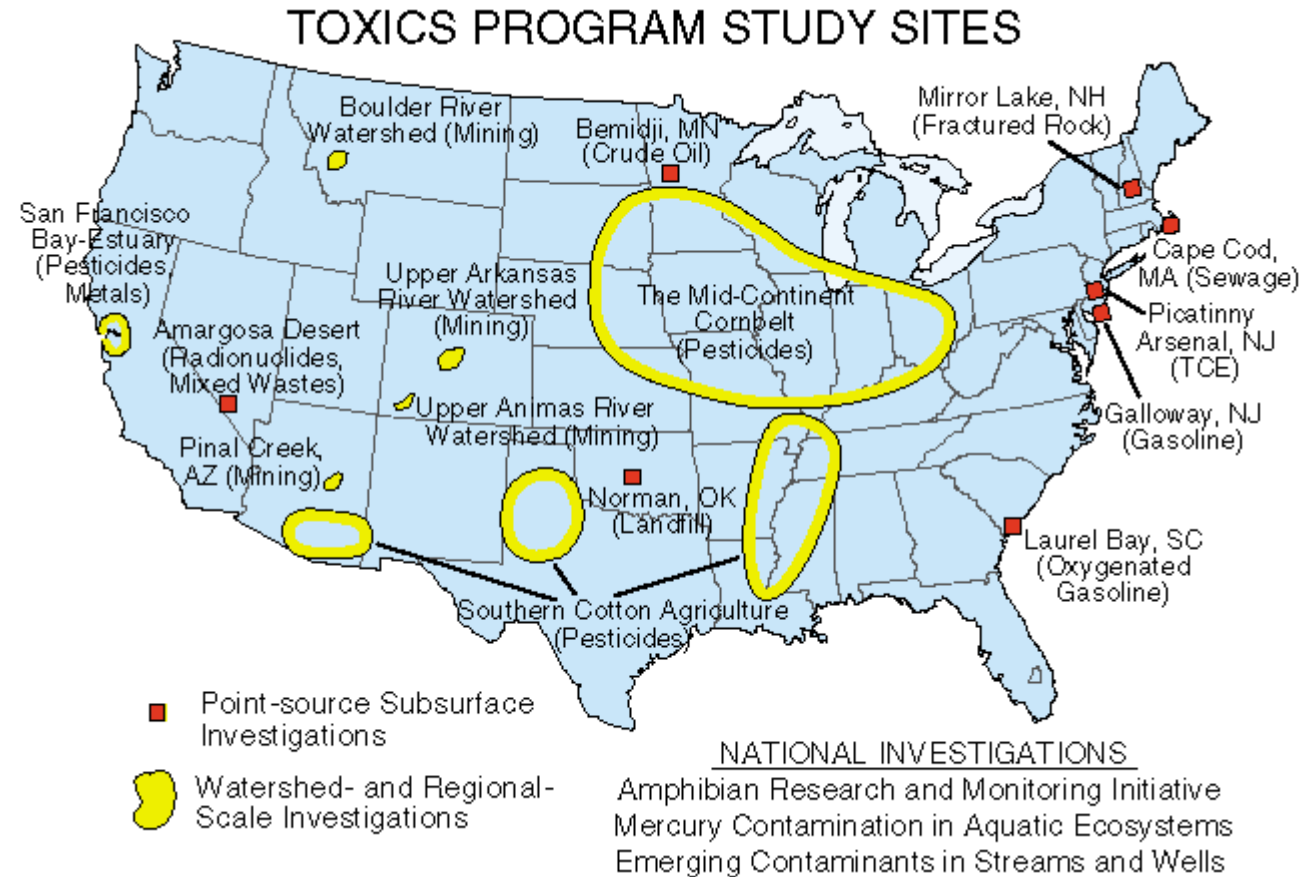 TOXICS PROGRAM STUDY SITES
Boulder River
Watershed (Mining)
Bemidji, MN
(Crude Oil)
Mirror Lake, NH
(Fractured Rock)
San Francisco
Bay-Estuary
(Pesticides,
Metals)
Upper Arkansas
River Watershed
(Mining)
The Mid-Continent
Cornbelt
(Pesticides)
Cape Cod,
MA (Sewage)
Amargosa Desert
(Radionuclides,
Mixed Wastes)
Picatinny
Arsenal, NJ
(TCE)
Upper Animas River
Watershed (Mining)
Galloway, NJ
(Gasoline)
Pinal Creek,
AZ (Mining)
Norman, OK
(Landfill)
Laurel Bay, SC
(Oxygenated
Gasoline)
Southern Cotton Agriculture
(Pesticides)
Point-source Subsurface
Investigations
Watershed- and Regional-
Scale Investigations
NATIONAL INVESTIGATIONS
Amphibian Research and Monitoring Initiative
Mercury Contamination in Aquatic Ecosystems
Emerging Contaminants in Streams and Wells